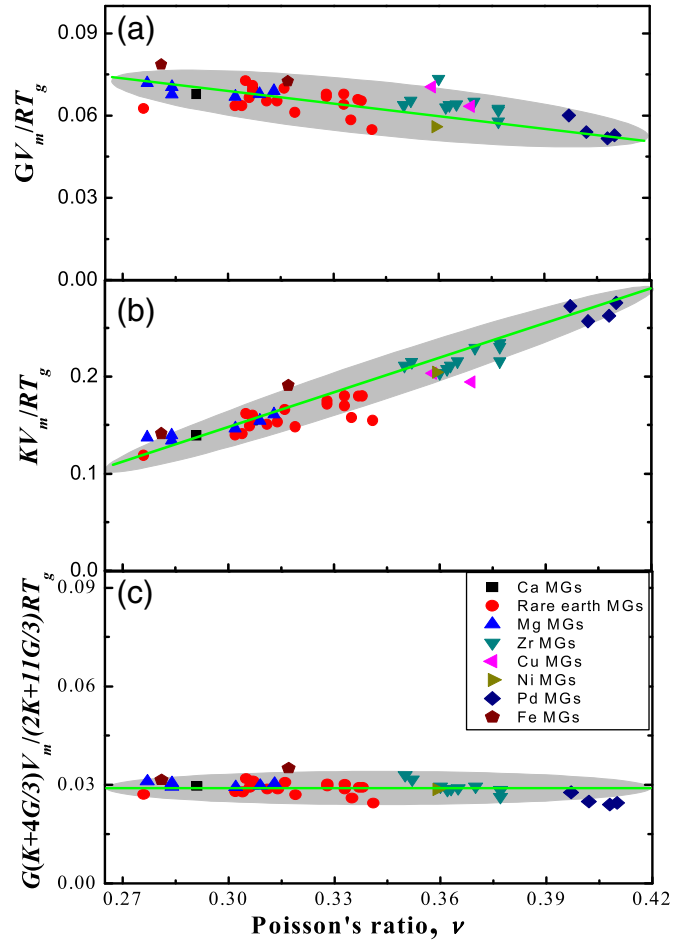 (a)
0.09
0.06
0.03
0.00
GV_m/RT_g
(b)
0.2
0.1
0.0
KV_m/RT_g
(c)
0.09
0.06
0.03
0.00
G(K+4G/3)V_m/(2K+11G/3)RT_g
Ca MGs
Rare earth MGs
Mg MGs
Zr MGs
Cu MGs
Ni MGs
Pd MGs
Fe MGs
0.27 0.30 0.33 0.36 0.39 0.42
Poisson's ratio, ν